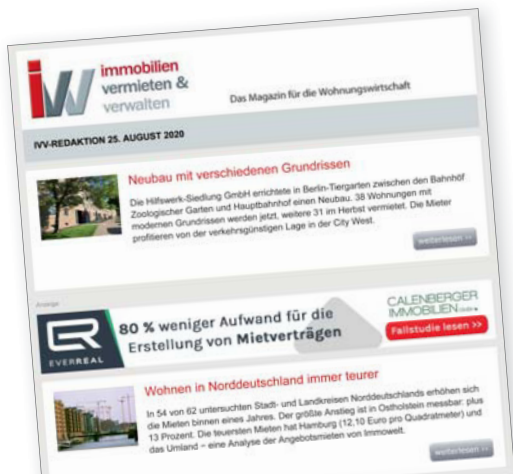 ivv
immobilien
vermieten &
verwalten
Das Magazin für die Wohnungswirtschaft
IVV-REDAKTION 25. AUGUST 2020
Neubau mit verschiedenen Grundrissen
Die Hilfswerk-Siedlung GmbH errichtete in Berlin-Tiergarten zwischen den Bahnhöf
Zoologischer Garten und Hauptbahnhof einen Neubau. 38 Wohnungen mit
modernen Grundrissen werden jetzt, weitere 31 im Herbst vermietet. Die Mieter
profitieren von der verkehrsgünstigen Lage in der City West.
weiterlesen >>
Anzeige
EVERREAL
80 % weniger Aufwand für die
Erstellung von Mietverträgen
CALENBERGER
IMMOBILIEN
Fallstudie lesen >>
Wohnen in Norddeutschland immer teurer
In 54 von 62 untersuchten Stadt- und Landkreisen Norddeutschlands erhöhen sich
die Mieten binnen eines Jahres. Der größte Anstieg ist in Ostholstein messbar: plus
13 Prozent. Die teuersten Mieten hat Hamburg (12,10 Euro pro Quadratmeter) und
das Umland – eine Analyse der Angebotsmieten von Immowelt.
weiterlesen >>